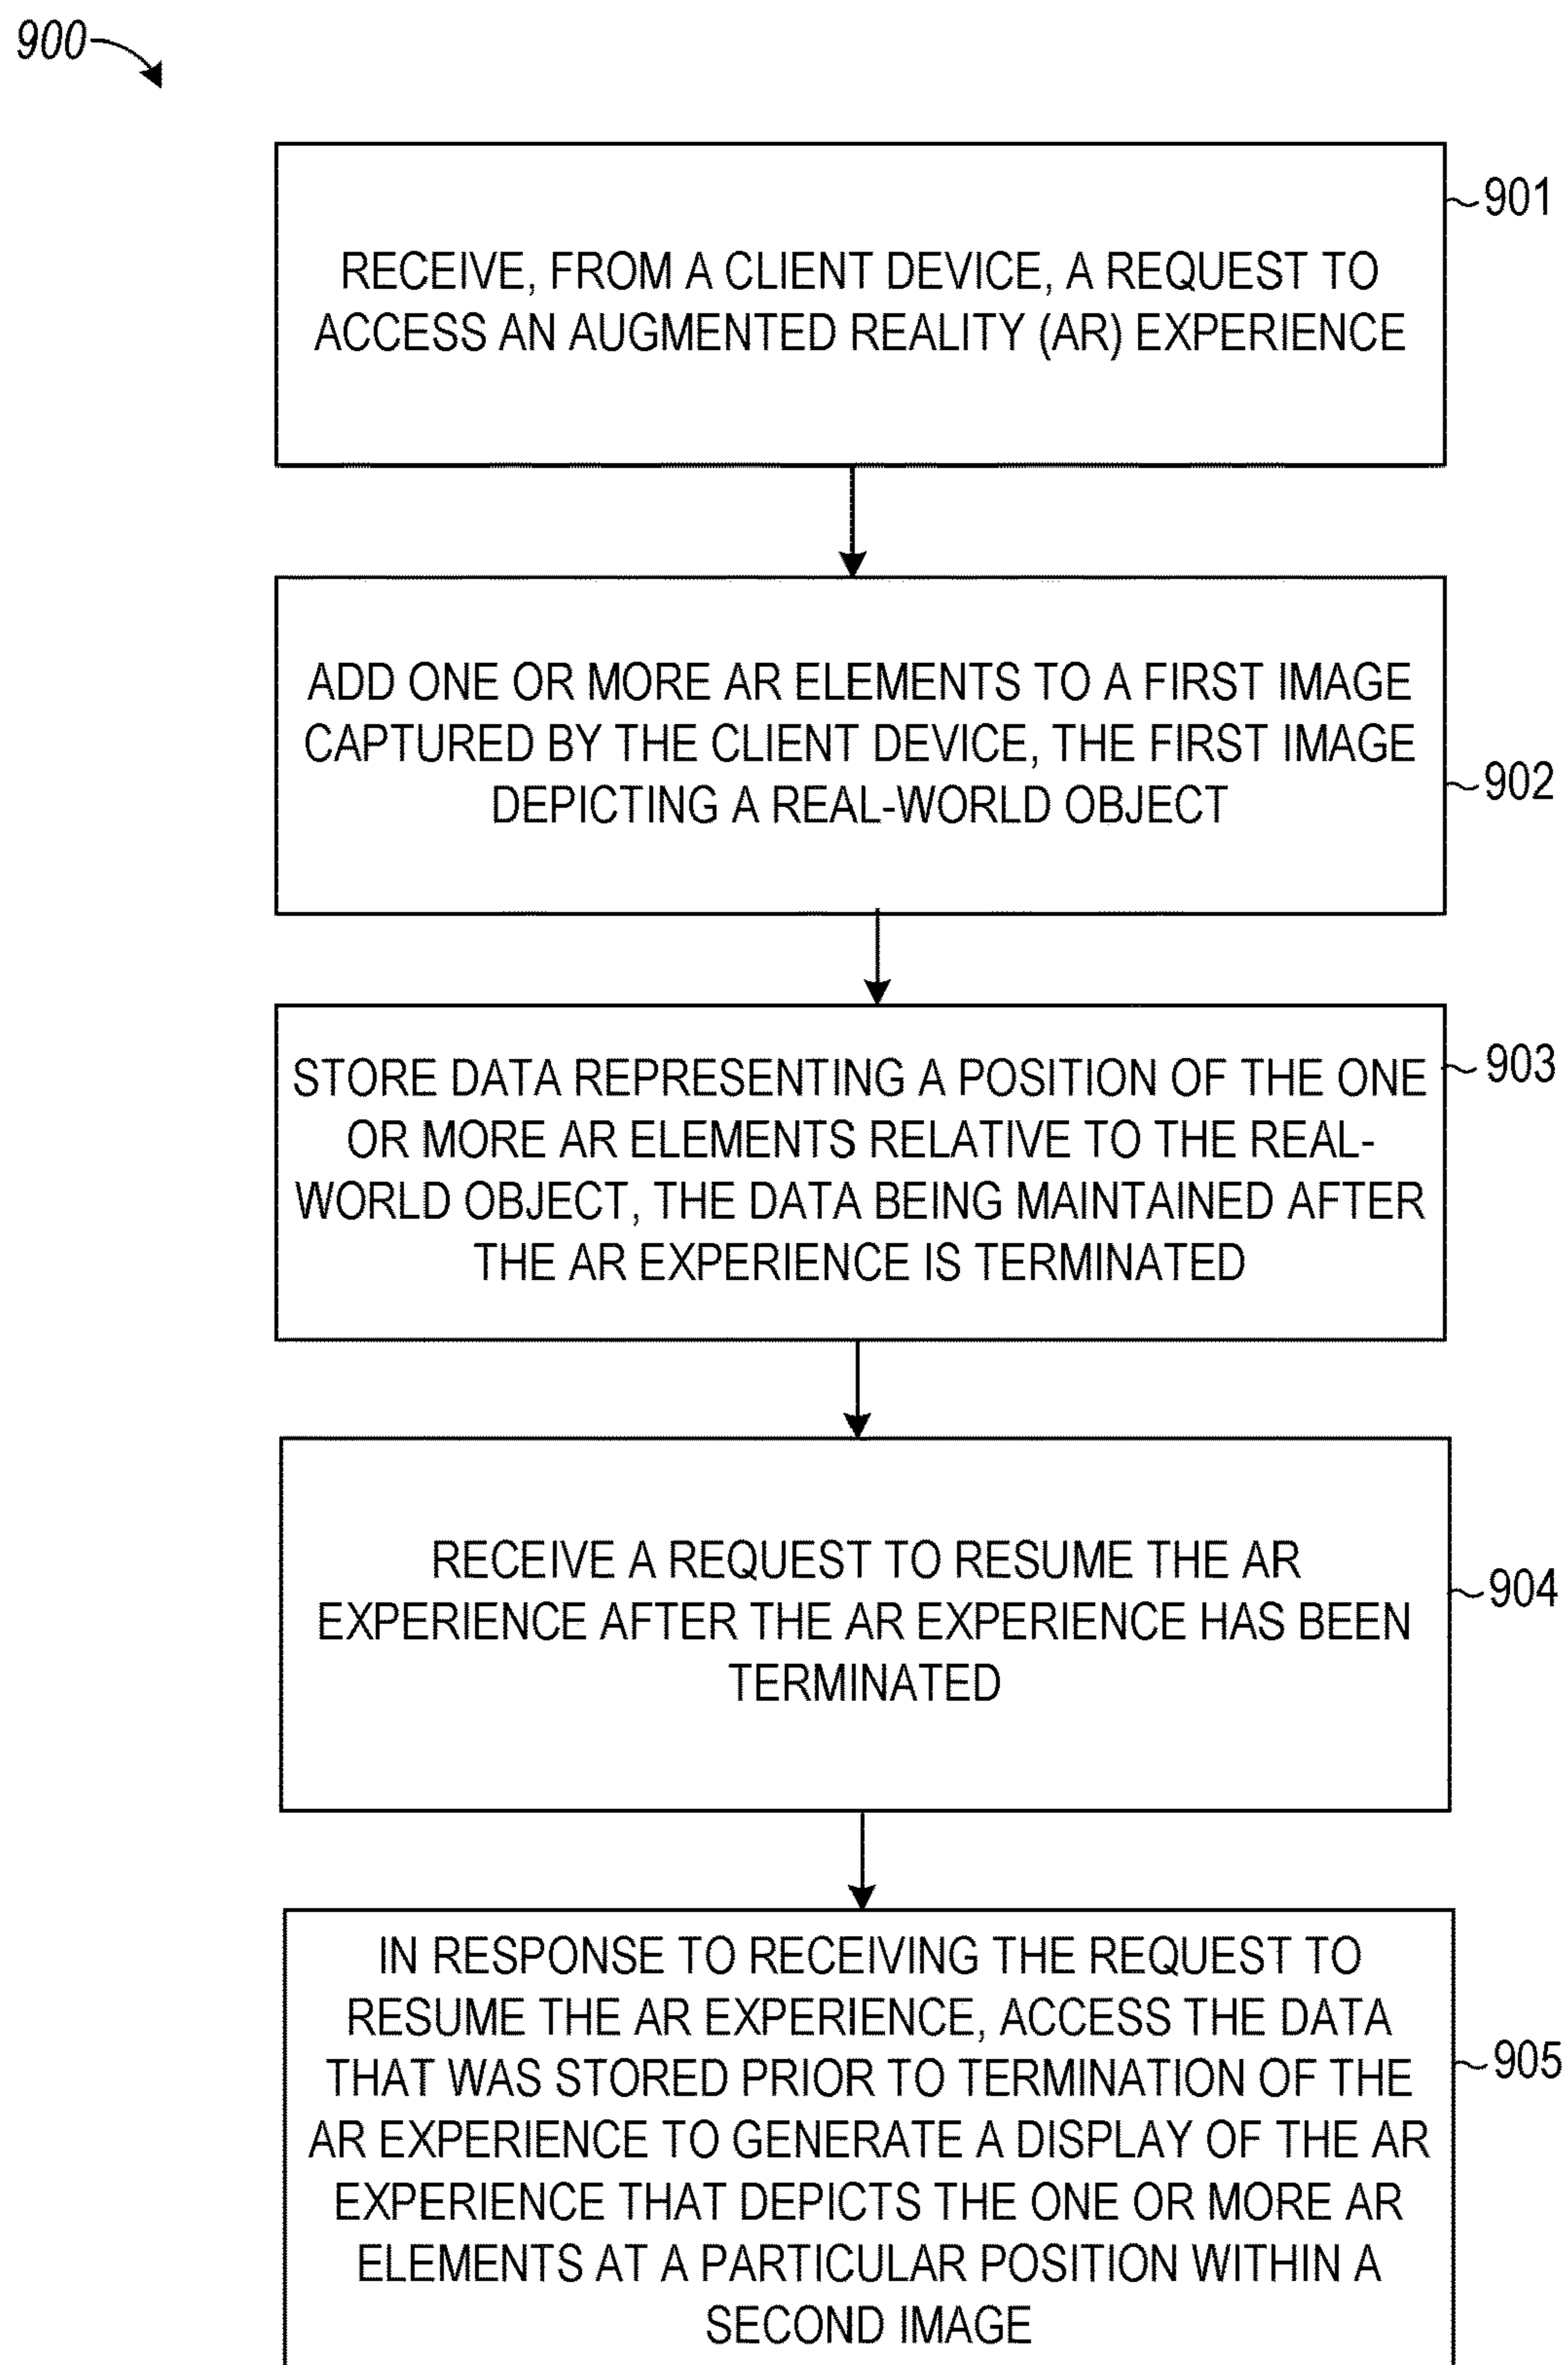 900
901
RECEIVE, FROM A CLIENT DEVICE, A REQUEST TO
ACCESS AN AUGMENTED REALITY (AR) EXPERIENCE
ADD ONE OR MORE AR ELEMENTS TO A FIRST IMAGE
CAPTURED BY THE CLIENT DEVICE, THE FIRST IMAGE
902
DEPICTING A REAL-WORLD OBJECT
903
STORE DATA REPRESENTING A POSITION OF THE ONE
OR MORE AR ELEMENTS RELATIVE TO THE REAL-
WORLD OBJECT, THE DATA BEING MAINTAINED AFTER
THE AR EXPERIENCE IS TERMINATED
RECEIVE A REQUEST TO RESUME THE AR
904
EXPERIENCE AFTER THE AR EXPERIENCE HAS BEEN
TERMINATED
IN RESPONSE TO RECEIVING THE REQUEST TO
RESUME THE AR EXPERIENCE, ACCESS THE DATA
905
THAT WAS STORED PRIOR TO TERMINATION OF THE
AR EXPERIENCE TO GENERATE A DISPLAY OF THE AR
EXPERIENCE THAT DEPICTS THE ONE OR MORE AR
ELEMENTS AT A PARTICULAR POSITION WITHIN A
SECOND IMAGE